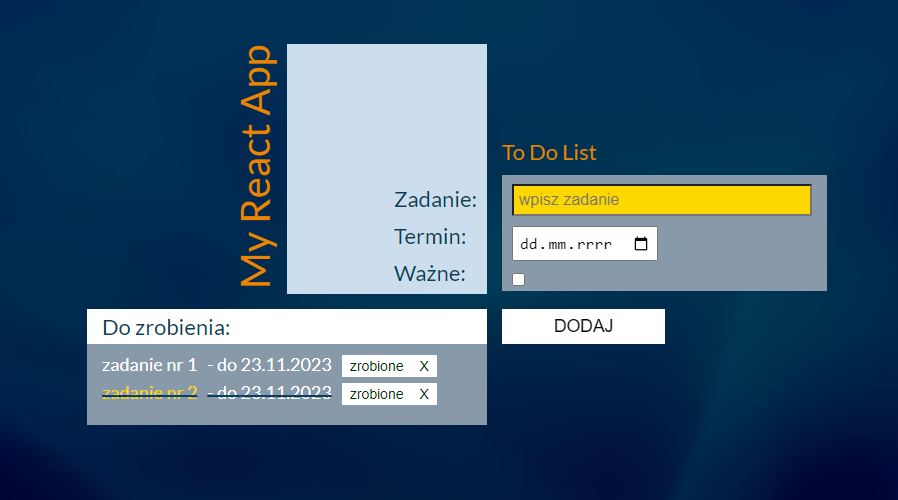 My React App
To Do List
Zadanie:
wpisz zadanie
Termin:
dd.mm.rrrr
Ważne:
Do zrobienia:
DODAJ
zadanie nr 1 - do 23.11.2023 zrobione X
zadanie nr 2 - do 23.11.2023 zrobione X